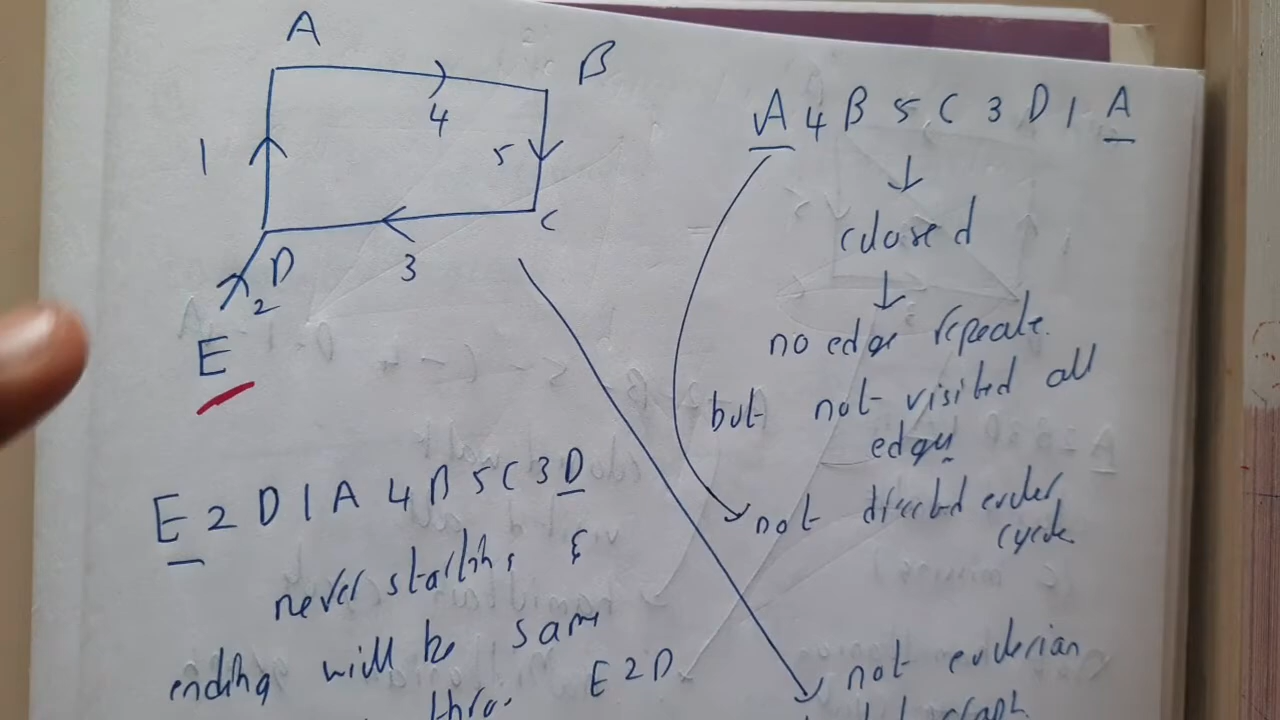 A
B
4
1
5
C
3
D
2
E
E 2 D 1 A 4 B 5 C 3 D
never starting &
ending will be same
E 2 D
A 4 B 5 C 3 D 1 A
closed
no edge repeate.
but not visited all
edges
not directed euler
cycle
not eulerian
graph